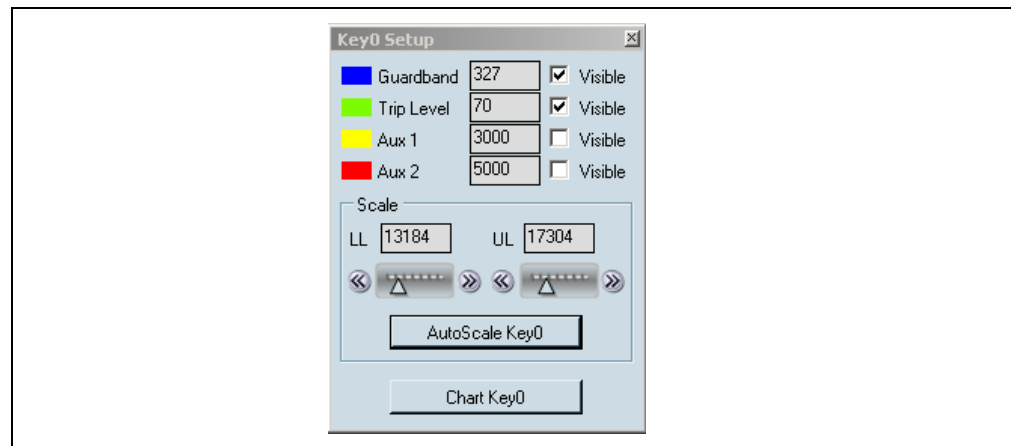 Key0 Setup
Guardband 327 Visible
Trip Level 70 Visible
Aux 1 3000 Visible
Aux 2 5000 Visible
Scale
LL 13184 UL 17304
AutoScale Key0
Chart Key0